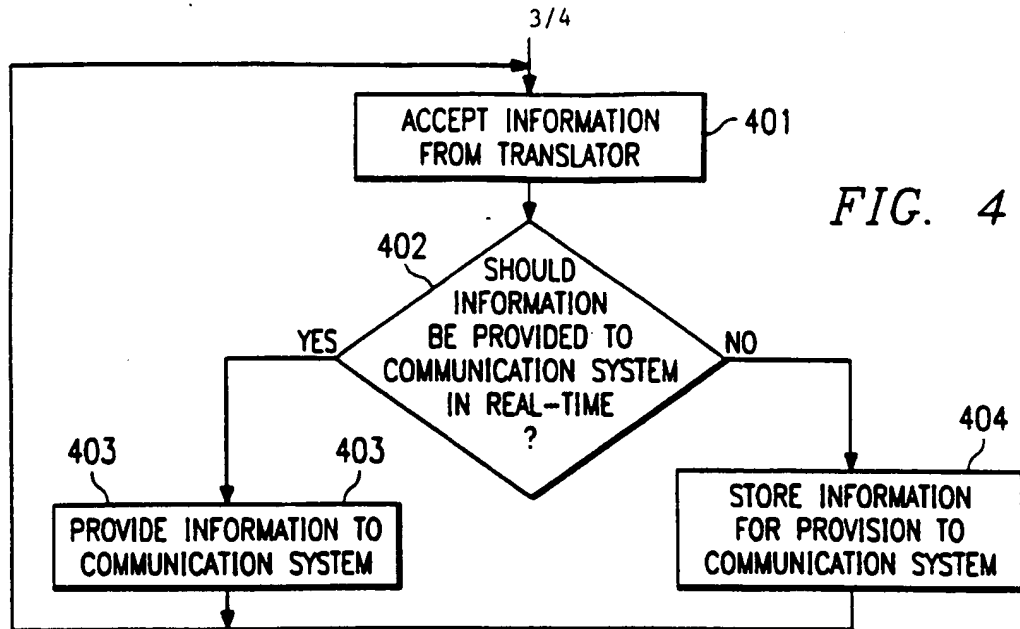 3/4
ACCEPT INFORMATION
FROM TRANSLATOR
401
FIG. 4
402
SHOULD
INFORMATION
BE PROVIDED TO
COMMUNICATION SYSTEM
IN REAL-TIME
?
YES
NO
403
403
PROVIDE INFORMATION TO
COMMUNICATION SYSTEM
404
STORE INFORMATION
FOR PROVISION TO
COMMUNICATION SYSTEM